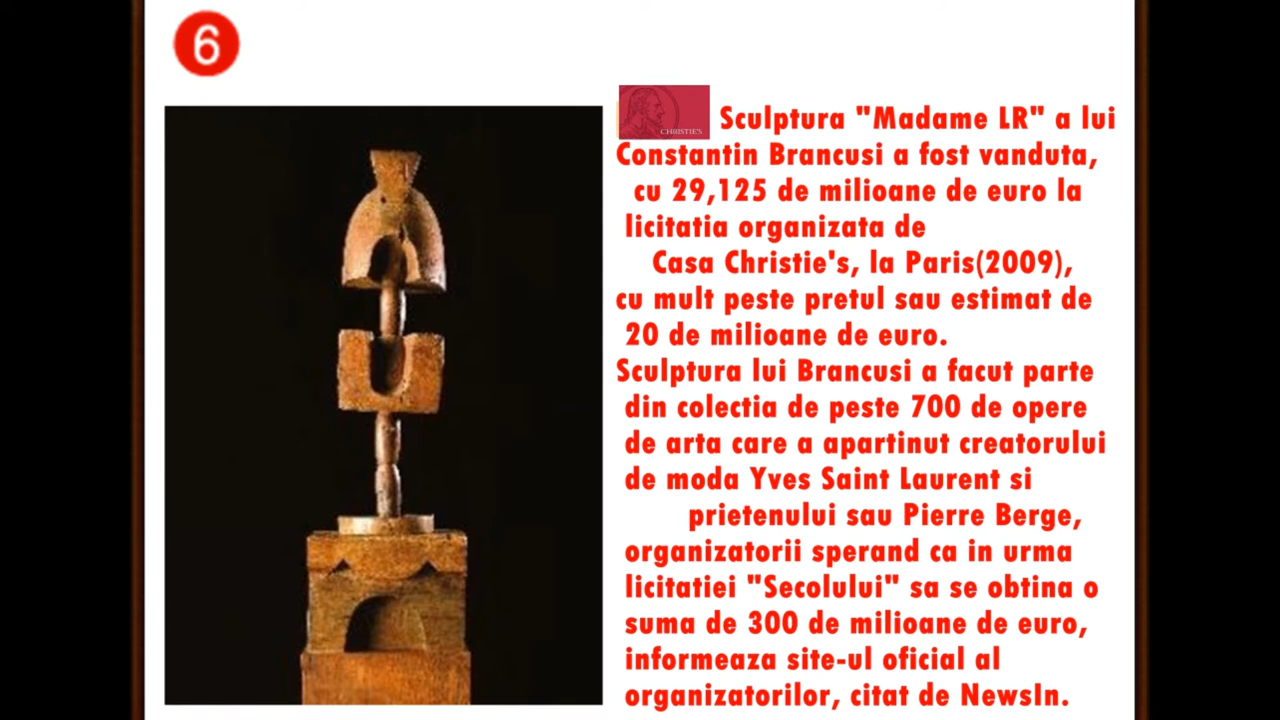 6
CHRISTIE'S
Sculptura "Madame LR" a lui
Constantin Brancusi a fost vanduta,
cu 29,125 de milioane de euro la
licitatia organizata de
Casa Christie's, la Paris(2009),
cu mult peste pretul sau estimat de
20 de milioane de euro.
Sculptura lui Brancusi a facut parte
din colectia de peste 700 de opere
de arta care a apartinut creatorului
de moda Yves Saint Laurent si
prietenului sau Pierre Berge,
organizatorii sperand ca in urma
licitatiei "Secolului" sa se obtina o
suma de 300 de milioane de euro,
informeaza site-ul oficial al
organizatorilor, citat de NewsIn.